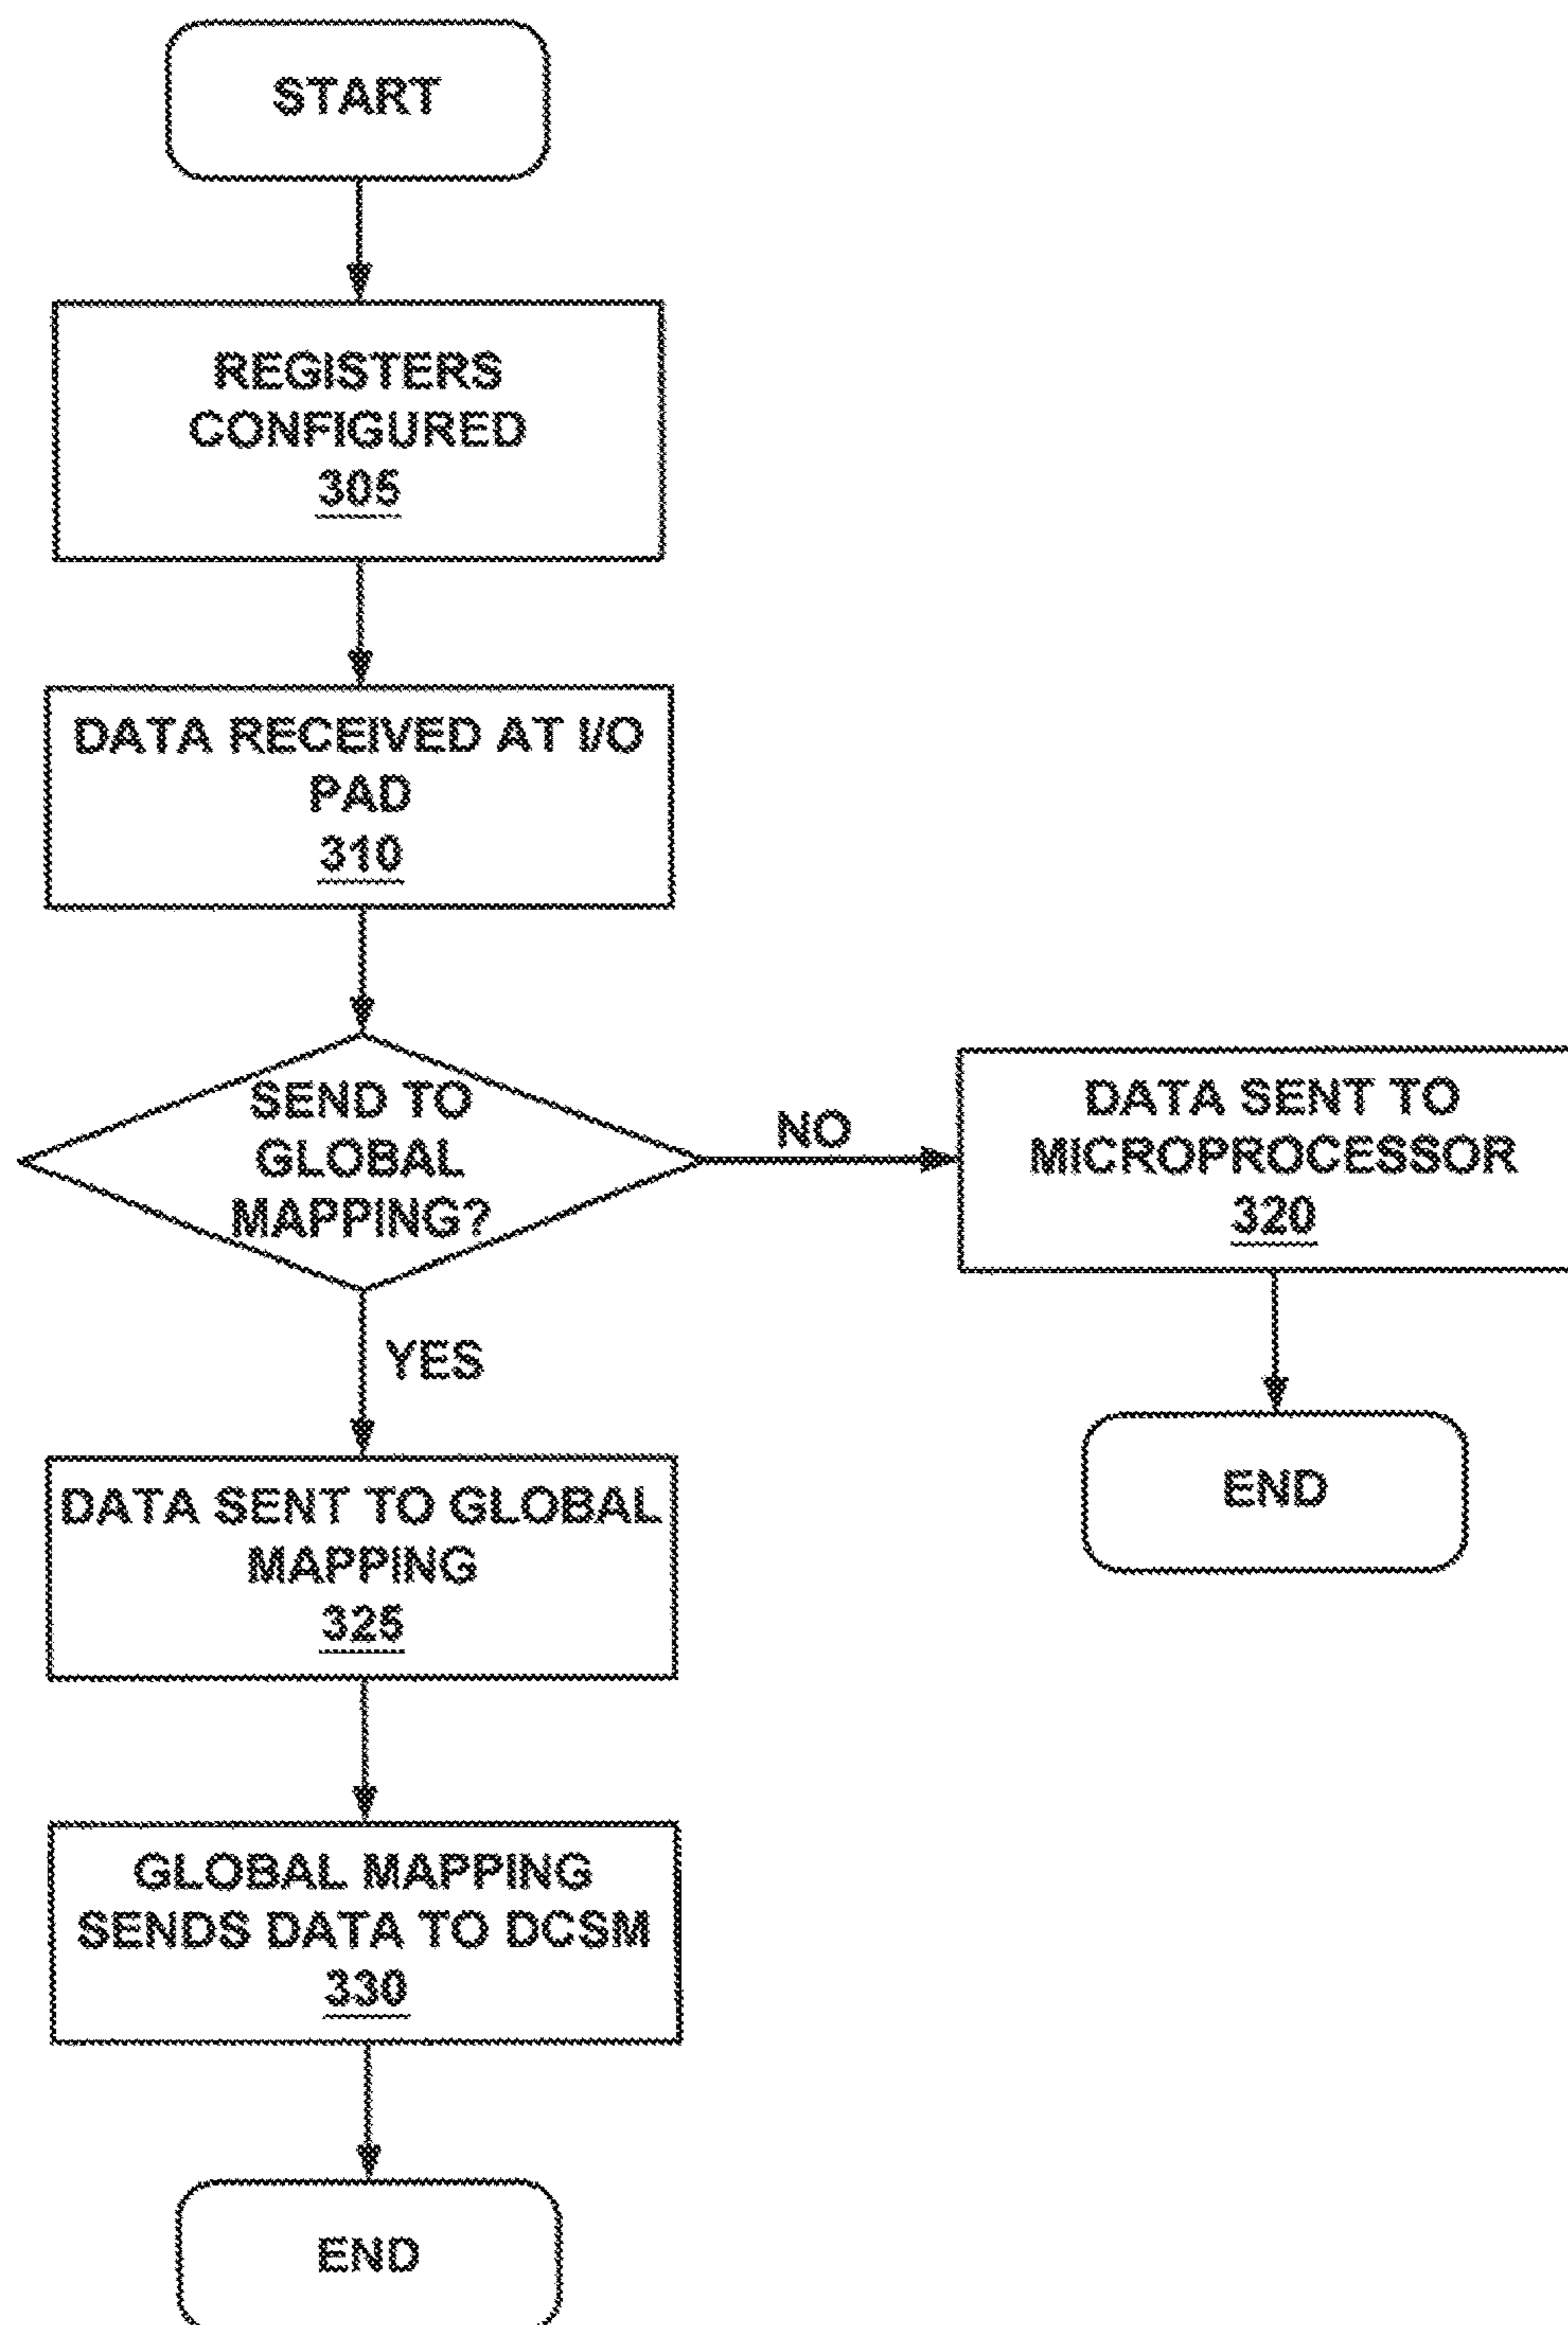 START
REGISTERS
CONFIGURED
305
DATA RECEIVED AT I/O
PAD
310
SEND TO
GLOBAL
MAPPING?
NO
DATA SENT TO
MICROPROCESSOR
320
END
YES
DATA SENT TO GLOBAL
MAPPING
325
GLOBAL MAPPING
SENDS DATA TO DCSM
330
END